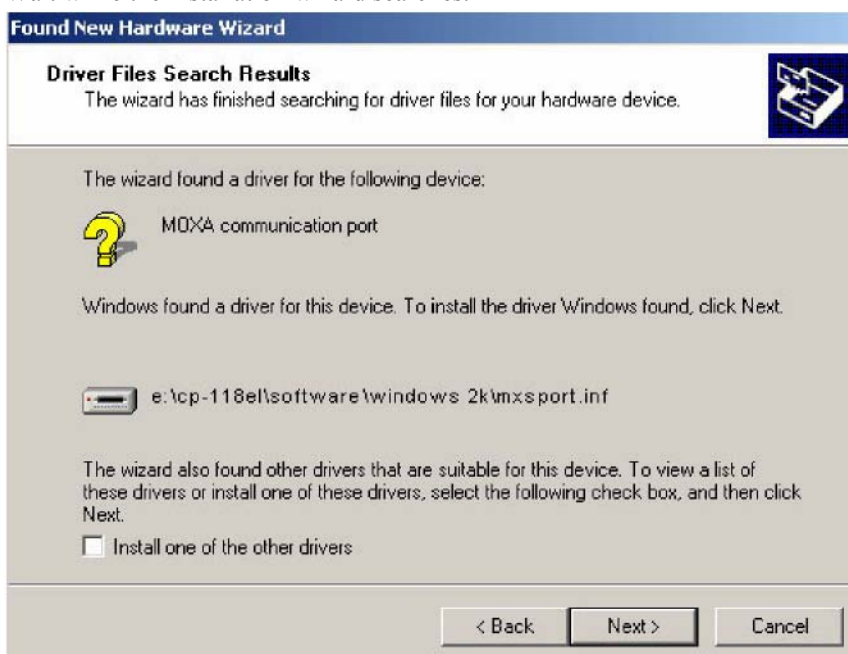 Found New Hardware Wizard
Driver Files Search Results
The wizard has finished searching for driver files for your hardware device.
The wizard found a driver for the following device:
MOXA communication port
Windows found a driver for this device. To install the driver Windows found, click Next.
e:\cp-118el\software\windows 2k\mxsport.inf
The wizard also found other drivers that are suitable for this device. To view a list of
these drivers or install one of these drivers, select the following check box, and then click
Next.
Install one of the other drivers
< Back
Next >
Cancel